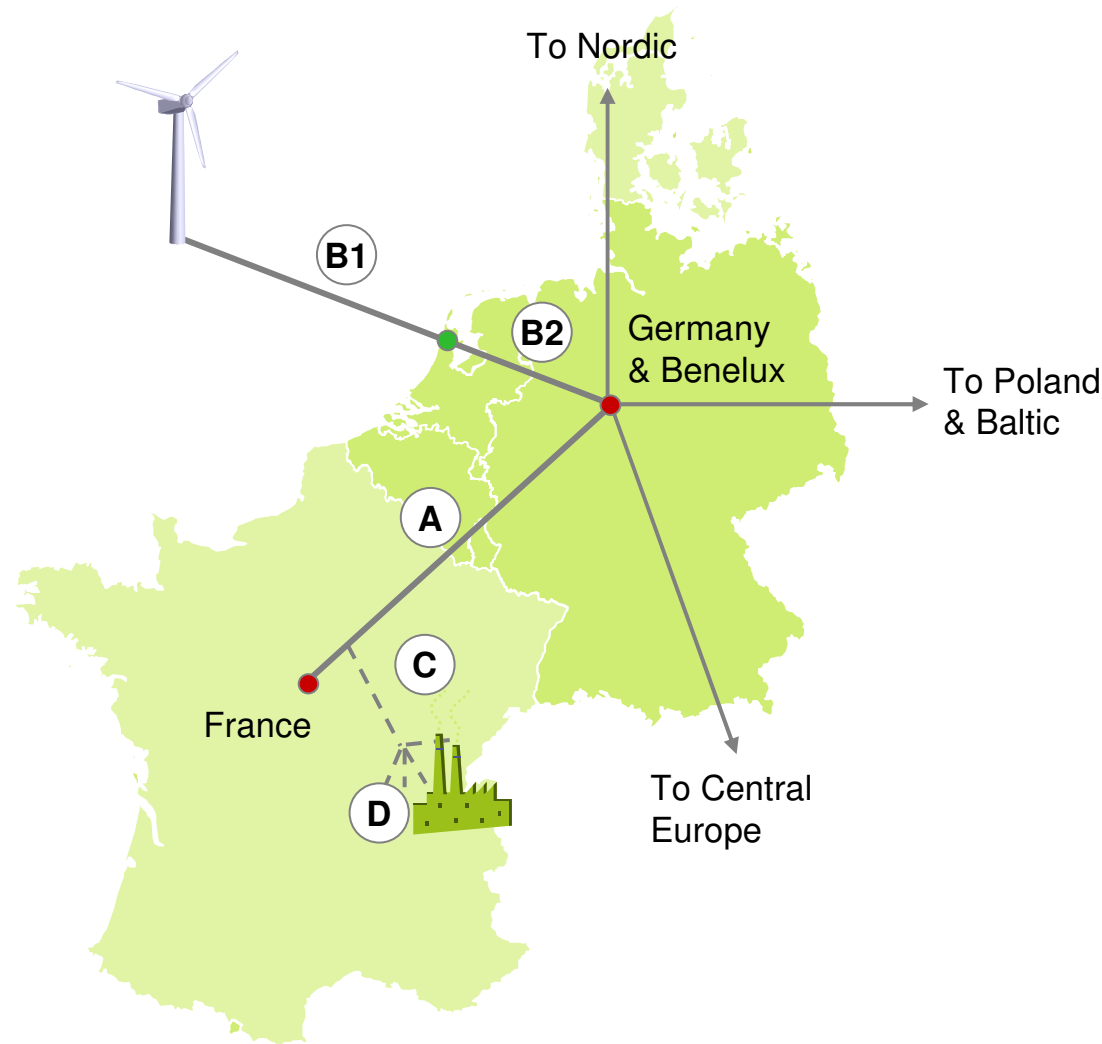 To Nordic
B1
B2
Germany
& Benelux
To Poland
& Baltic
A
C
France
To Central
Europe
D